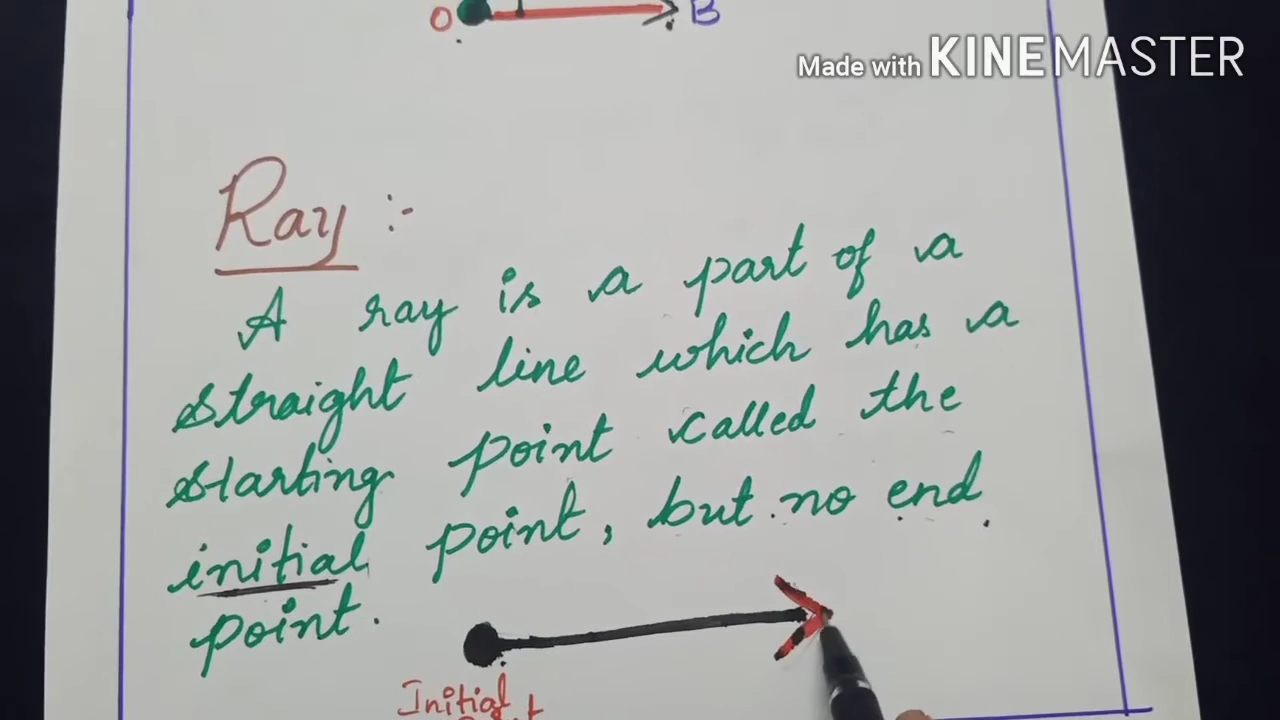 O B
Made with KINEMASTER
Ray :-
A ray is a part of a
straight line which has a
starting point called the
initial point, but no end
point.
Initial